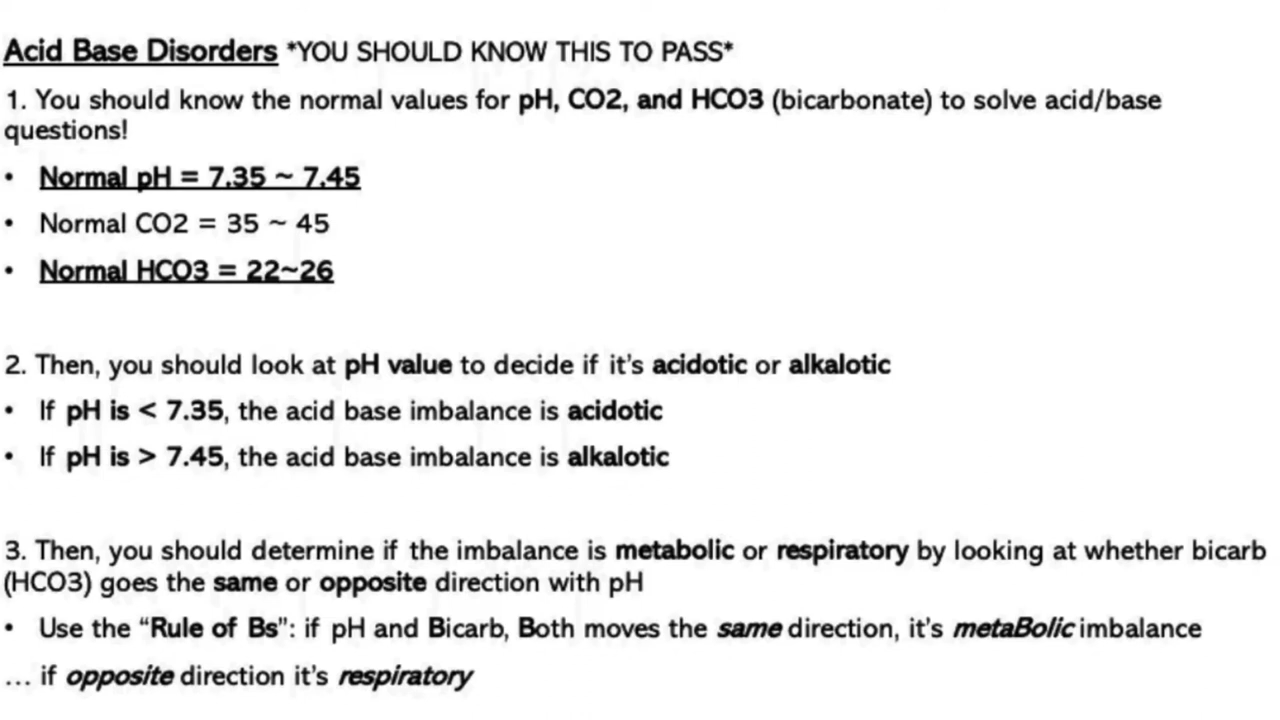 Acid Base Disorders *YOU SHOULD KNOW THIS TO PASS*
1. You should know the normal values for pH, CO2, and HCO3 (bicarbonate) to solve acid/base
questions!
• Normal pH = 7.35 ~ 7.45
• Normal CO2 = 35 ~ 45
• Normal HCO3 = 22~26
2. Then, you should look at pH value to decide if it's acidotic or alkalotic
• If pH is < 7.35, the acid base imbalance is acidotic
• If pH is > 7.45, the acid base imbalance is alkalotic
3. Then, you should determine if the imbalance is metabolic or respiratory by looking at whether bicarb
(HCO3) goes the same or opposite direction with pH
• Use the “Rule of Bs”: if pH and Bicarb, Both moves the same direction, it's metaBolic imbalance
... if opposite direction it's respiratory